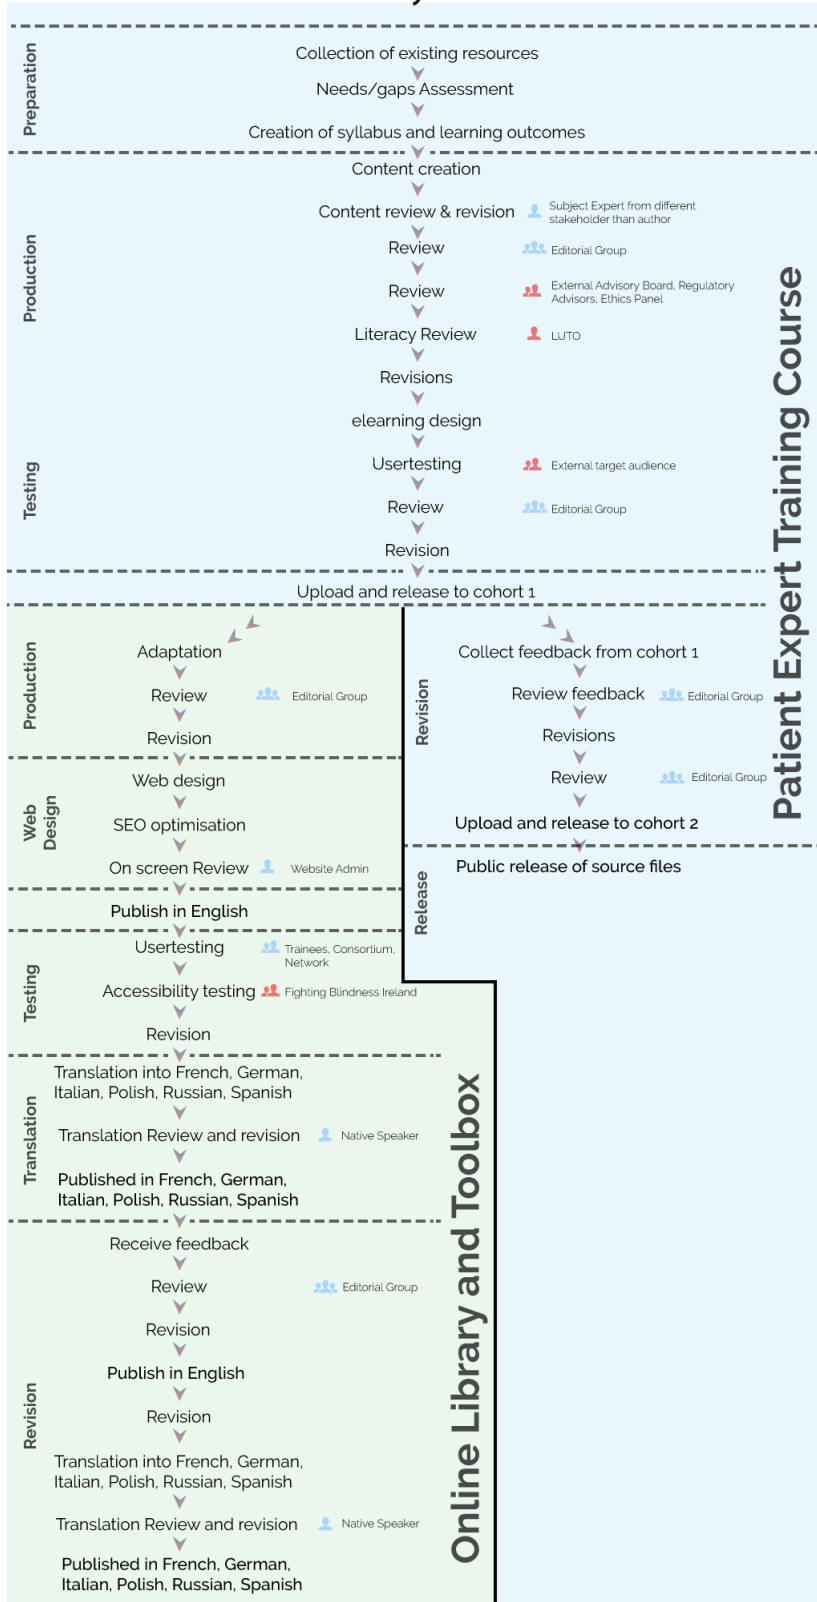 Preparation
Collection of existing resources
Needs/gaps Assessment
Creation of syllabus and learning outcomes
Production
Content creation
Content review & revision
Subject Expert from different
stakeholder than author
Review
Editorial Group
Review
External Advisory Board, Regulatory
Advisors, Ethics Panel
Literacy Review
LUTO
Revisions
elearning design
Testing
Usertesting
External target audience
Review
Editorial Group
Revision
Upload and release to cohort 1
Patient Expert Training Course
Production
Adaptation
Review
Editorial Group
Revision
Web
Design
Web design
SEO optimisation
On screen Review
Website Admin
Publish in English
Testing
Usertesting
Trainees, Consortium,
Network
Accessibility testing
Fighting Blindness Ireland
Revision
Translation
Translation into French, German,
Italian, Polish, Russian, Spanish
Translation Review and revision
Native Speaker
Published in French, German,
Italian, Polish, Russian, Spanish
Revision
Receive feedback
Review
Editorial Group
Revision
Publish in English
Revision
Translation into French, German,
Italian, Polish, Russian, Spanish
Translation Review and revision
Native Speaker
Published in French, German,
Italian, Polish, Russian, Spanish
Online Library and Toolbox
Revision
Collect feedback from cohort 1
Review feedback
Editorial Group
Revisions
Review
Editorial Group
Upload and release to cohort 2
Release
Public release of source files